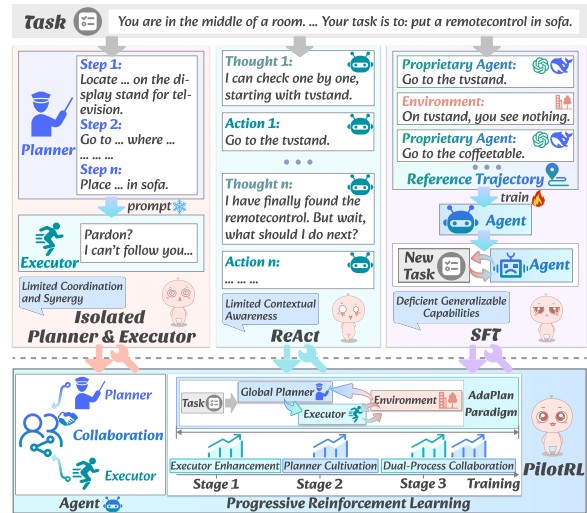 Task You are in the middle of a room. ... Your task is to: put a remotecontrol in sofa.
Planner
Step 1:
Locate ... on the di-
splay stand for tel-
evision.
Step 2:
Go to ... where ...
... ... ...
Step n:
Place ... in sofa.
prompt
Executor
Pardon?
I can't follow you...
Limited Coordination
and Synergy
Isolated
Planner & Executor
Thought 1:
I can check one by one,
starting with tvstand.
Action 1:
Go to the tvstand.
Thought n:
I have finally found the
remotecontrol. But wait,
what should I do next?
Action n:
... ... ...
Limited Contextual
Awareness
ReAct
Proprietary Agent:
Go to the tvstand.
Environment:
On tvstand, you see nothing.
Proprietary Agent:
Go to the coffeetable.
Reference Trajectory
train
Agent
New
Task
Agent
Deficient Generalizable
Capabilities
SFT
Planner
Collaboration
Executor
Agent
Task
Global Planner
Executor
Environment
AdaPlan
Paradigm
Executor Enhancement
Planner Cultivation
Dual-Process Collaboration
Stage 1
Stage 2
Stage 3
Training
Progressive Reinforcement Learning
PilotRL